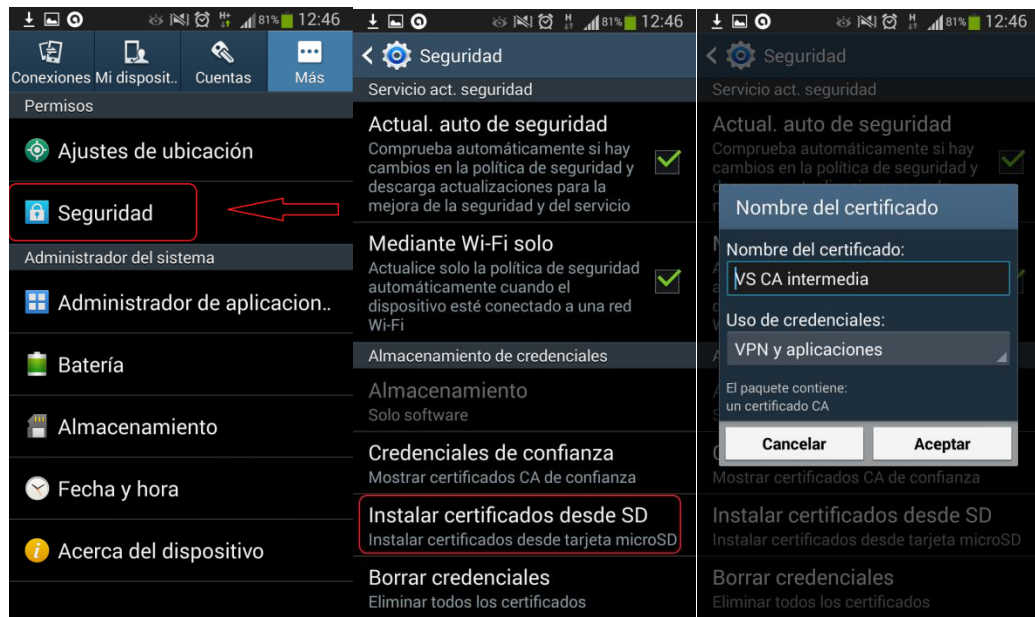 81% 12:46
Conexiones Mi disposit.. Cuentas Más
Permisos
Ajustes de ubicación
Seguridad
Administrador del sistema
Administrador de aplicacion..
Batería
Almacenamiento
Fecha y hora
Acerca del dispositivo
81% 12:46
Seguridad
Servicio act. seguridad
Actual. auto de seguridad
Comprueba automáticamente si hay
cambios en la política de seguridad y
descarga actualizaciones para la
mejora de la seguridad y del servicio
Mediante Wi-Fi solo
Actualice solo la política de seguridad
automáticamente cuando el
dispositivo esté conectado a una red
Wi-Fi
Almacenamiento de credenciales
Almacenamiento
Solo software
Credenciales de confianza
Mostrar certificados CA de confianza
Instalar certificados desde SD
Instalar certificados desde tarjeta microSD
Borrar credenciales
Eliminar todos los certificados
81% 12:46
Seguridad
Servicio act. seguridad
Actual. auto de seguridad
Comprueba automáticamente si hay
cambios en la política de seguridad y
Nombre del certificado
Nombre del certificado:
VS CA intermedia
Uso de credenciales:
VPN y aplicaciones
El paquete contiene:
un certificado CA
Cancelar Aceptar
Mostrar certificados CA de confianza
Instalar certificados desde SD
Instalar certificados desde tarjeta microSD
Borrar credenciales
Eliminar todos los certificados